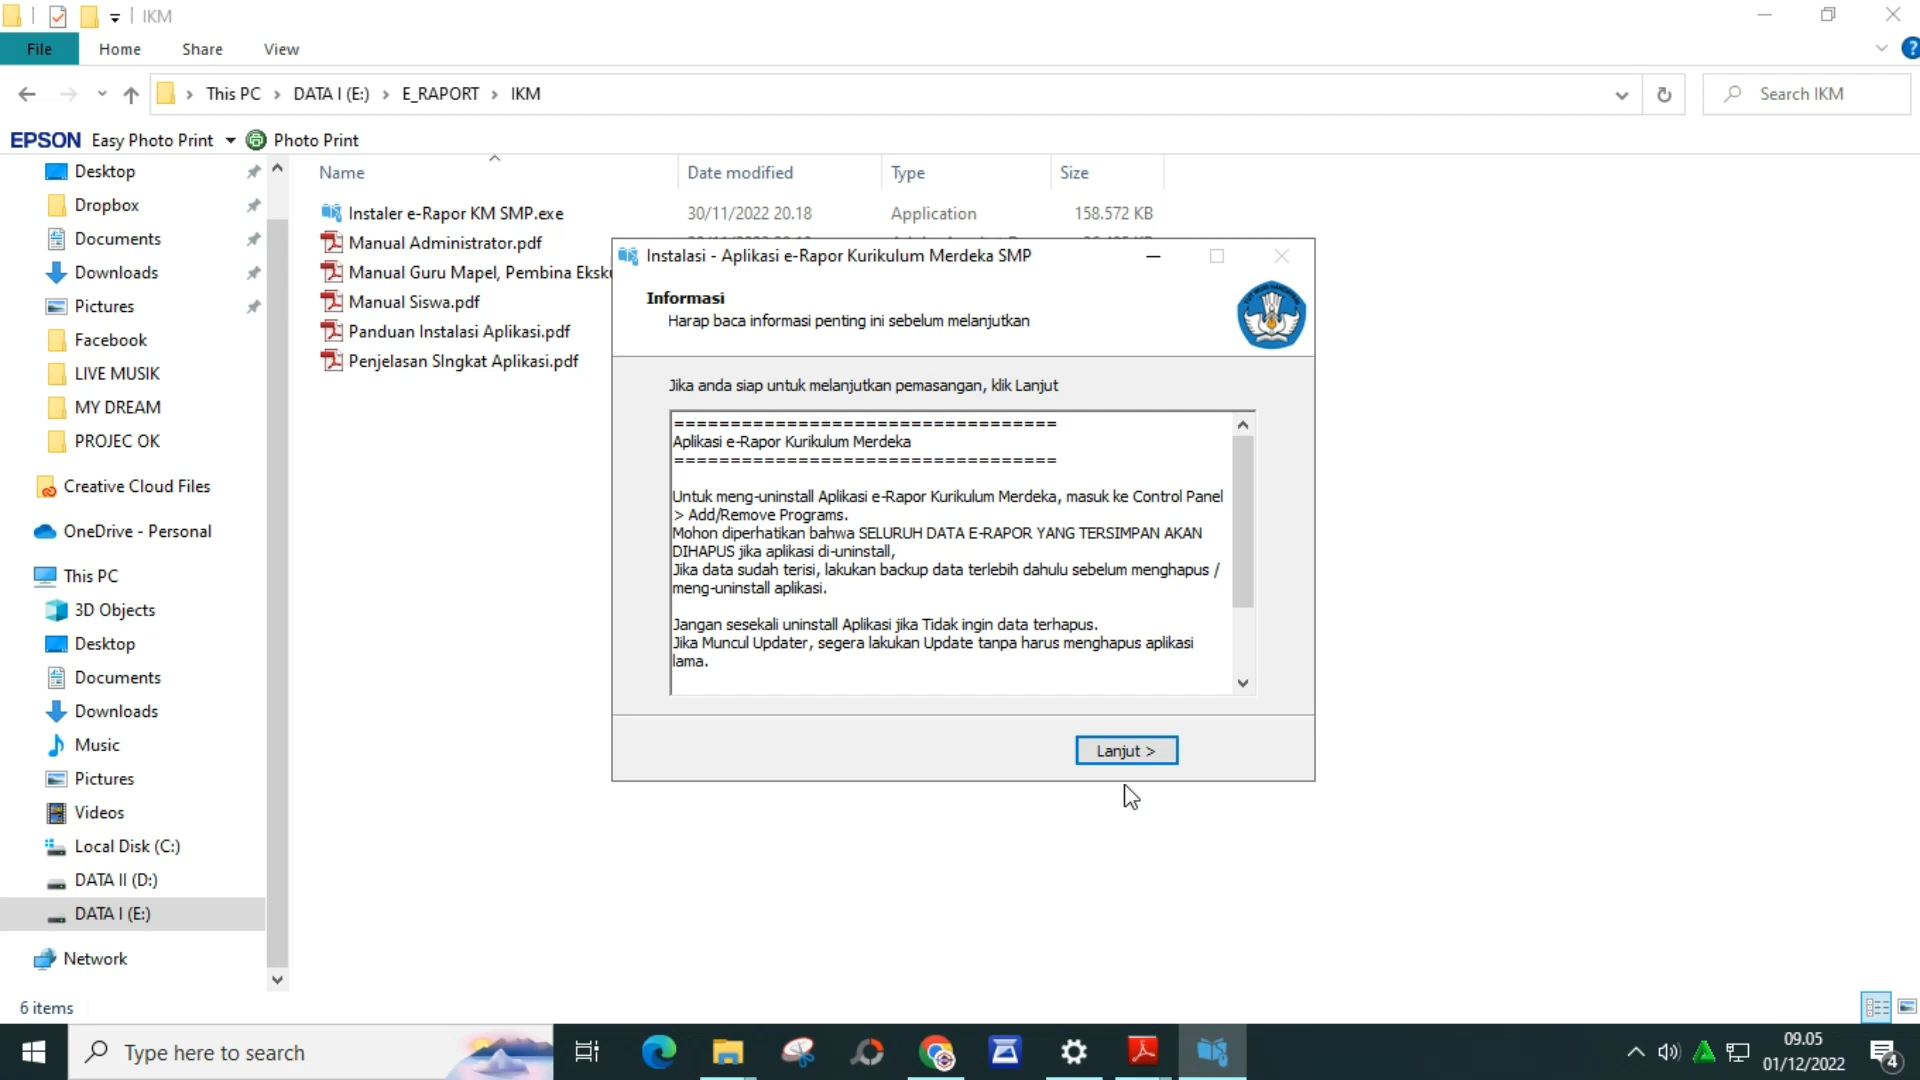 IKM
File Home Share View
This PC > DATA I (E:) > E_RAPORT > IKM
Search IKM
EPSON Easy Photo Print Photo Print
Desktop
Dropbox
Documents
Downloads
Pictures
Facebook
LIVE MUSIK
MY DREAM
PROJEC OK
Creative Cloud Files
OneDrive - Personal
This PC
3D Objects
Desktop
Documents
Downloads
Music
Pictures
Videos
Local Disk (C:)
DATA II (D:)
DATA I (E:)
Network
6 items
Name Date modified Type Size
Instaler e-Rapor KM SMP.exe 30/11/2022 20.18 Application 158.572 KB
Manual Administrator.pdf
Manual Guru Mapel, Pembina Eksku
Manual Siswa.pdf
Panduan Instalasi Aplikasi.pdf
Penjelasan SIngkat Aplikasi.pdf
Instalasi - Aplikasi e-Rapor Kurikulum Merdeka SMP
Informasi
Harap baca informasi penting ini sebelum melanjutkan
Jika anda siap untuk melanjutkan pemasangan, klik Lanjut
==================================
Aplikasi e-Rapor Kurikulum Merdeka
==================================
Untuk meng-uninstall Aplikasi e-Rapor Kurikulum Merdeka, masuk ke Control Panel
> Add/Remove Programs.
Mohon diperhatikan bahwa SELURUH DATA E-RAPOR YANG TERSIMPAN AKAN
DIHAPUS jika aplikasi di-uninstall,
Jika data sudah terisi, lakukan backup data terlebih dahulu sebelum menghapus /
meng-uninstall aplikasi.
Jangan sesekali uninstall Aplikasi jika Tidak ingin data terhapus.
Jika Muncul Updater, segera lakukan Update tanpa harus menghapus aplikasi
lama.
Lanjut >
Type here to search
09.05
01/12/2022
4